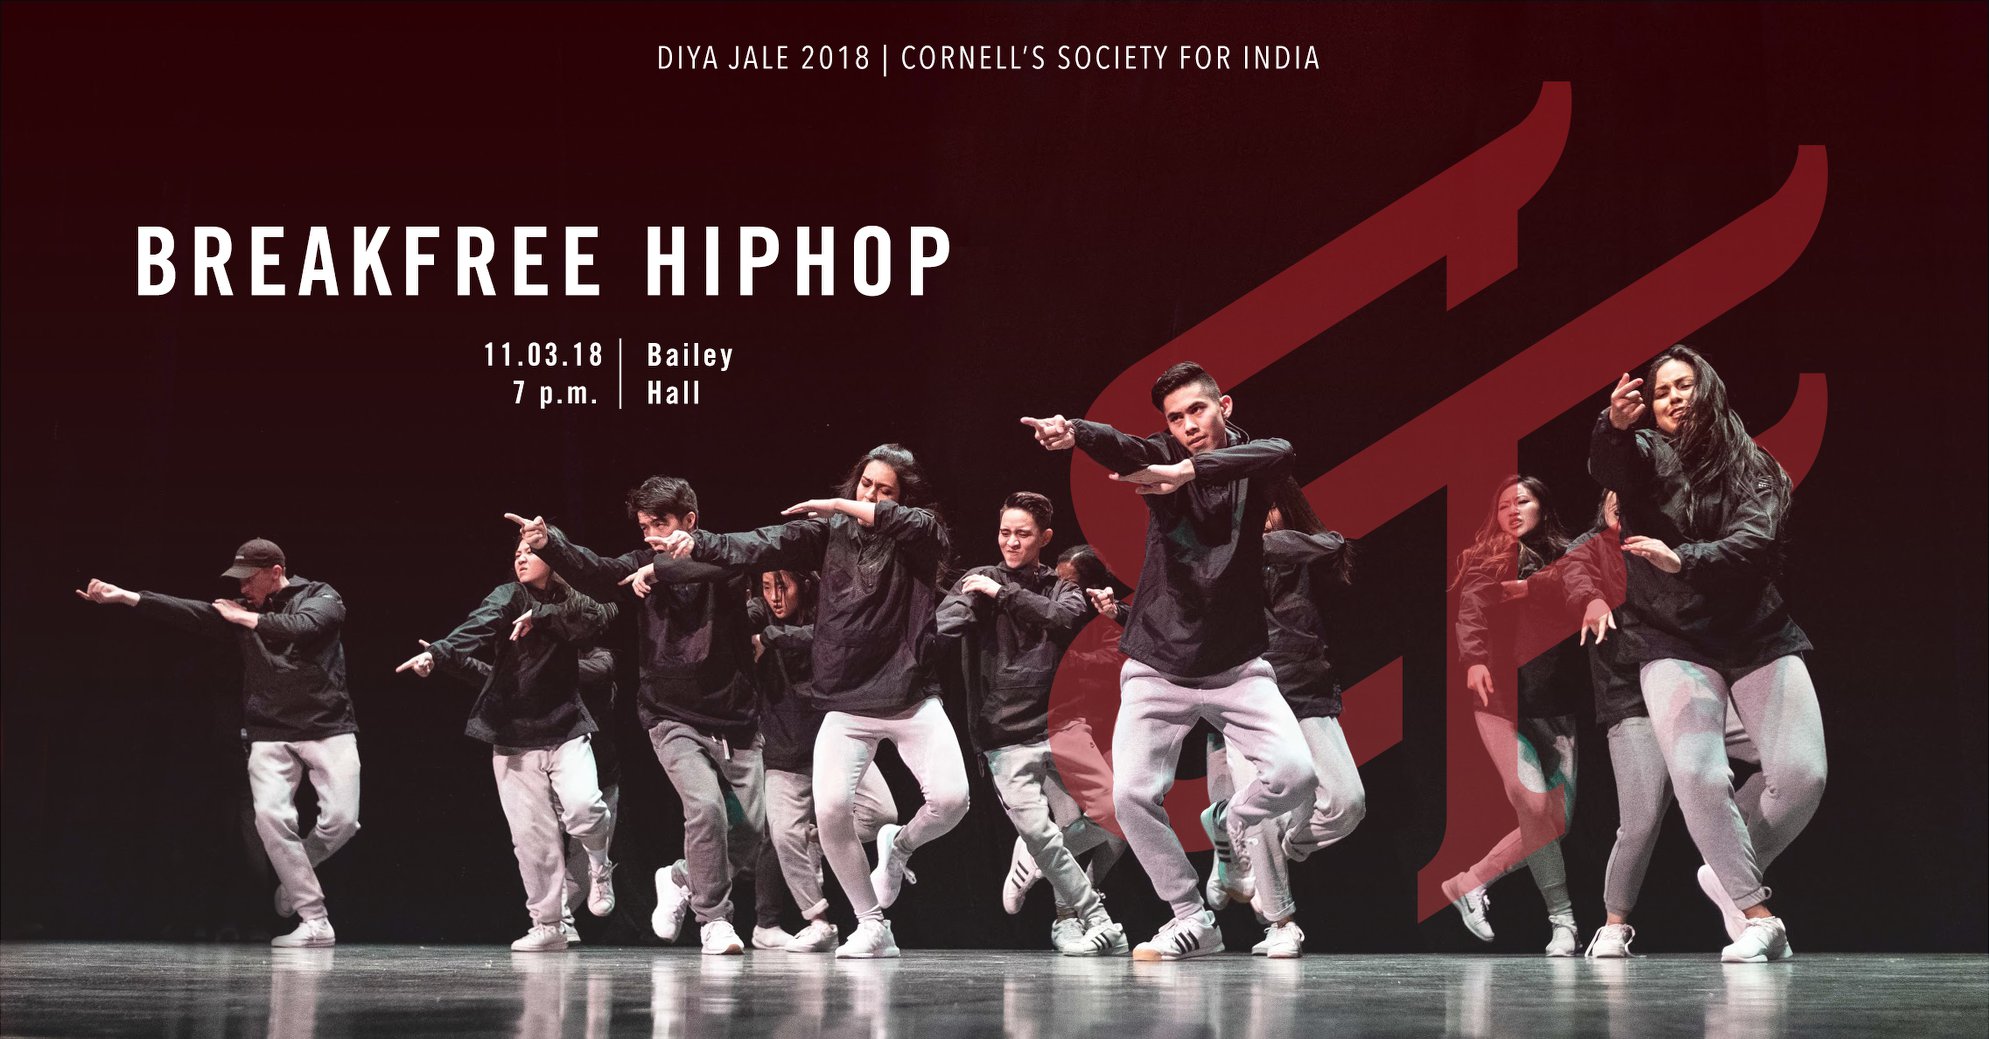 DIYA JALE 2018 | CORNELL'S SOCIETY FOR INDIA
BREAKFREE HIPHOP
11.03.18 | Bailey
7 p.m. | Hall